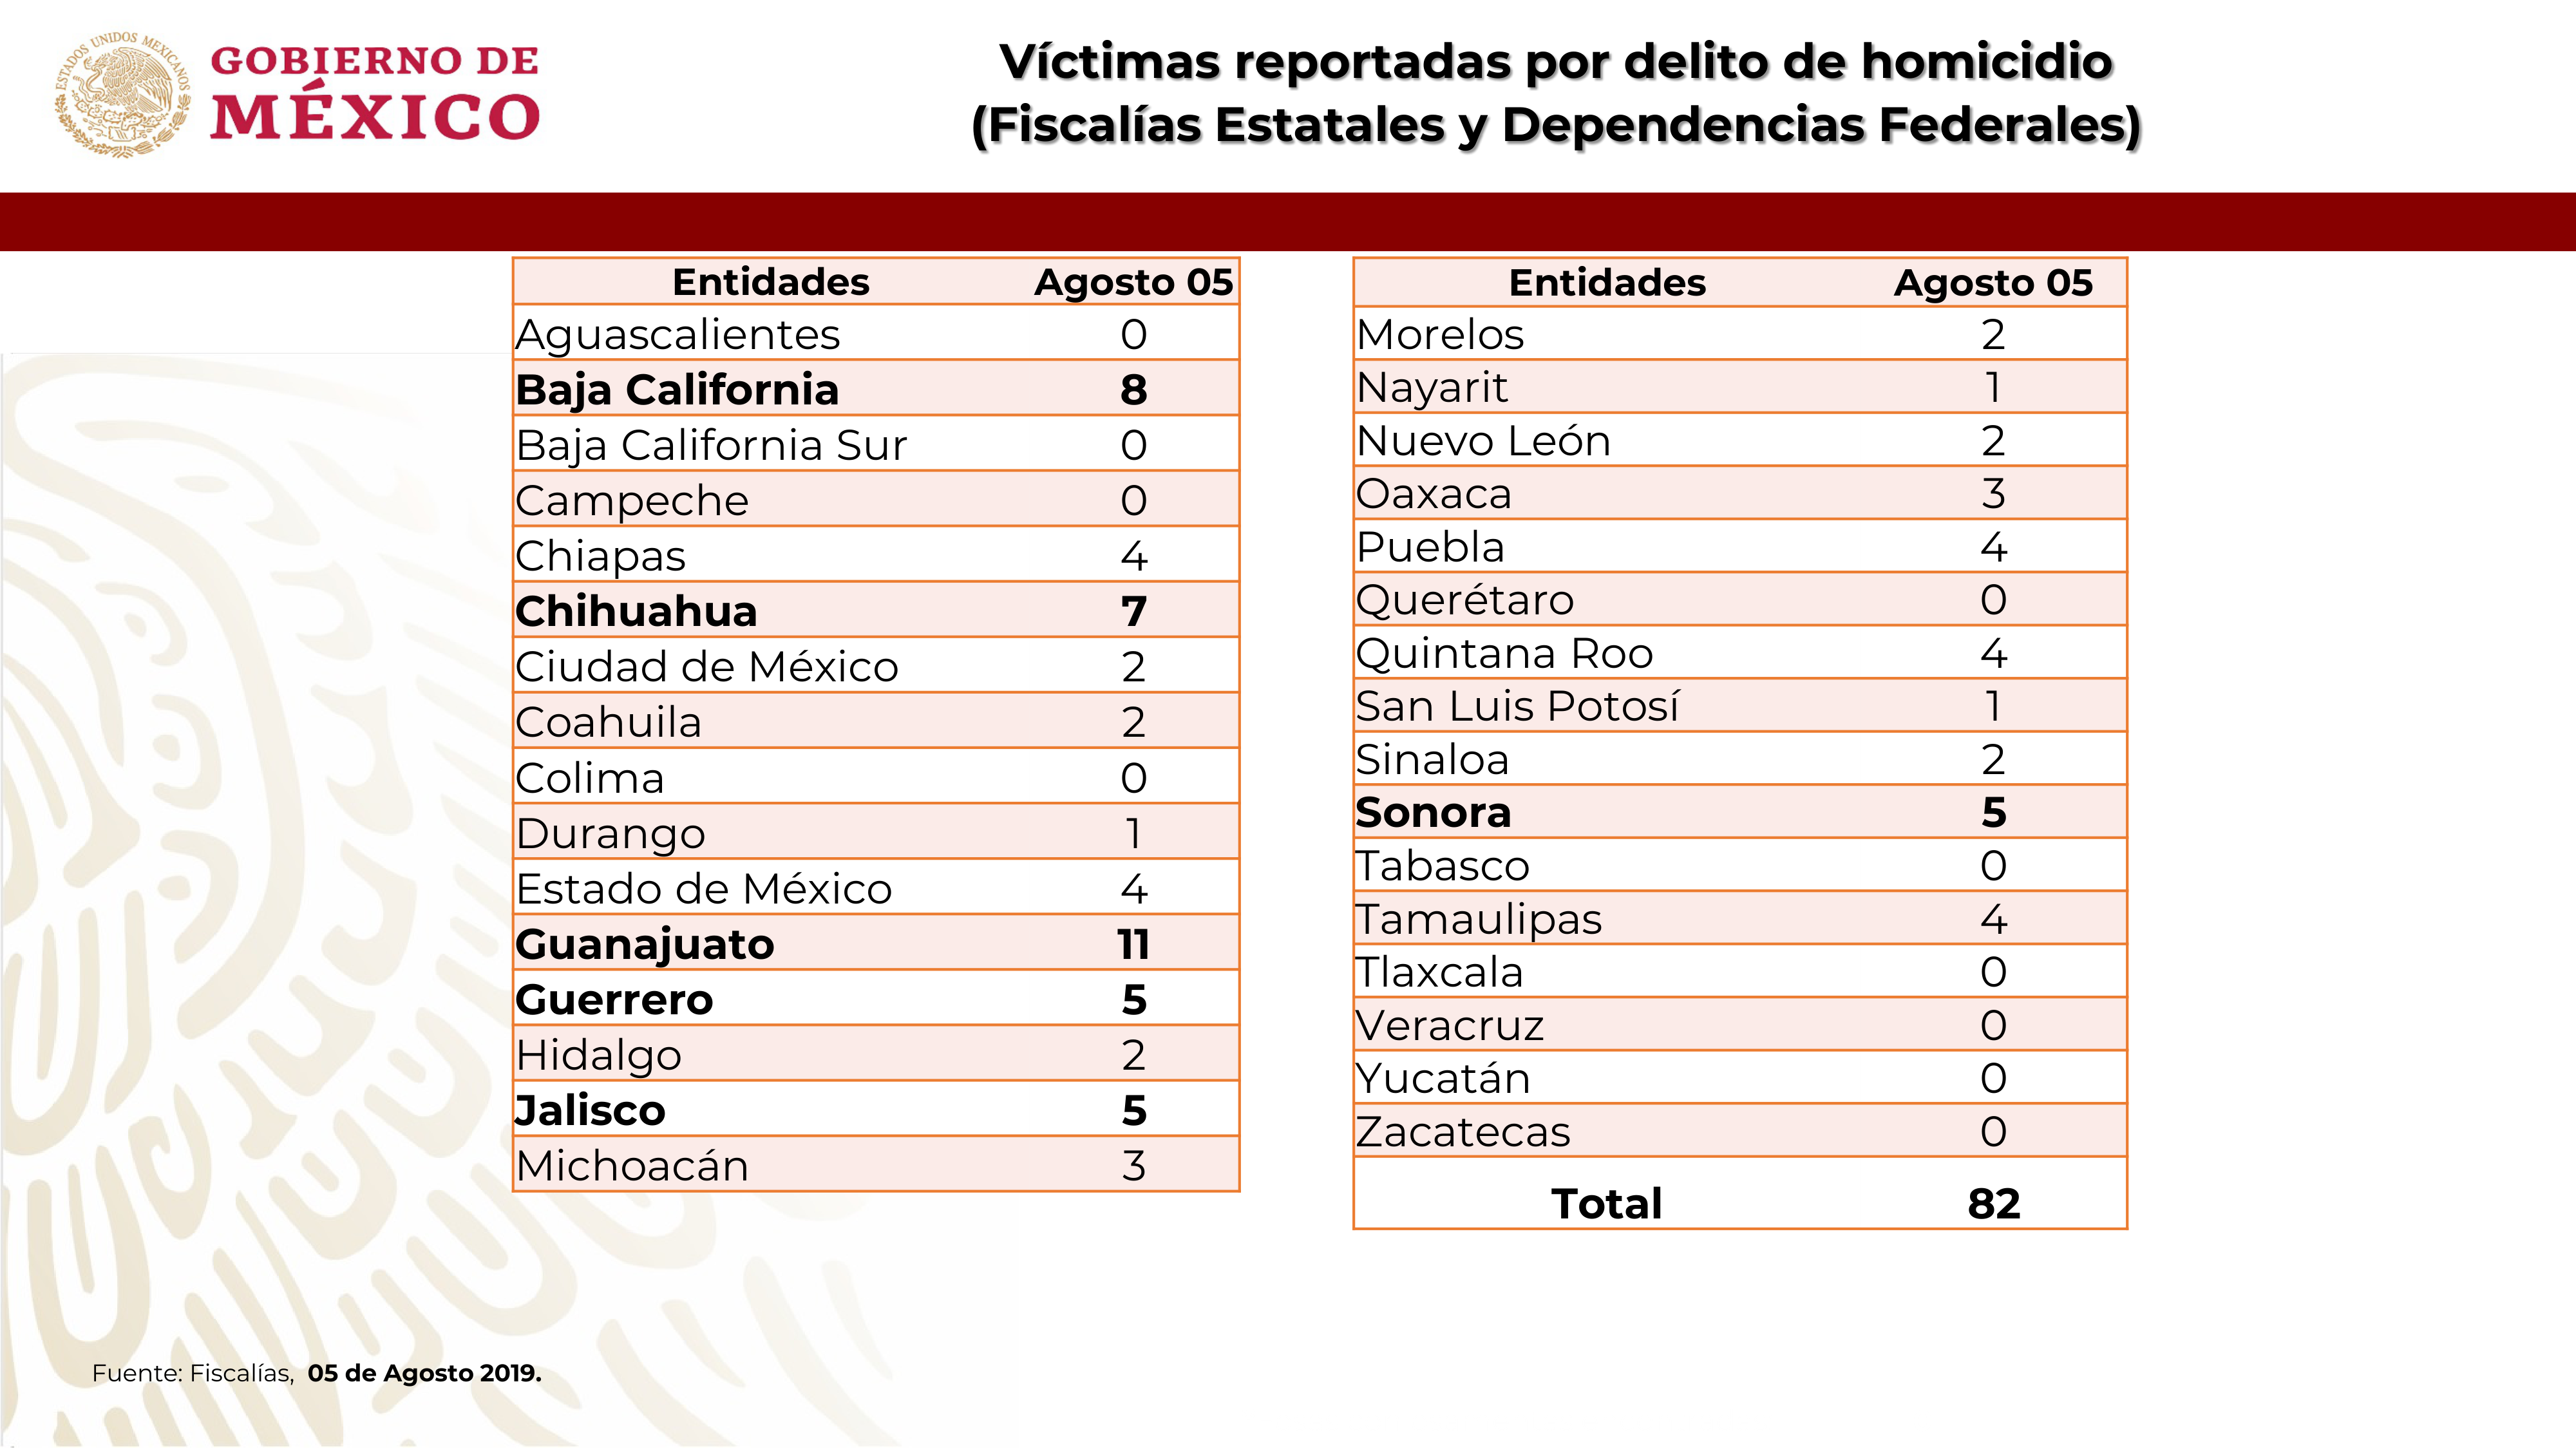 ESTADOS UNIDOS MEXICANOS
GOBIERNO DE
MÉXICO
Víctimas reportadas por delito de homicidio
(Fiscalías Estatales y Dependencias Federales)
Entidades Agosto 05
Aguascalientes 0
Baja California 8
Baja California Sur 0
Campeche 0
Chiapas 4
Chihuahua 7
Ciudad de México 2
Coahuila 2
Colima 0
Durango 1
Estado de México 4
Guanajuato 11
Guerrero 5
Hidalgo 2
Jalisco 5
Michoacán 3
Entidades Agosto 05
Morelos 2
Nayarit 1
Nuevo León 2
Oaxaca 3
Puebla 4
Querétaro 0
Quintana Roo 4
San Luis Potosí 1
Sinaloa 2
Sonora 5
Tabasco 0
Tamaulipas 4
Tlaxcala 0
Veracruz 0
Yucatán 0
Zacatecas 0
Total 82
Fuente: Fiscalías, 05 de Agosto 2019.